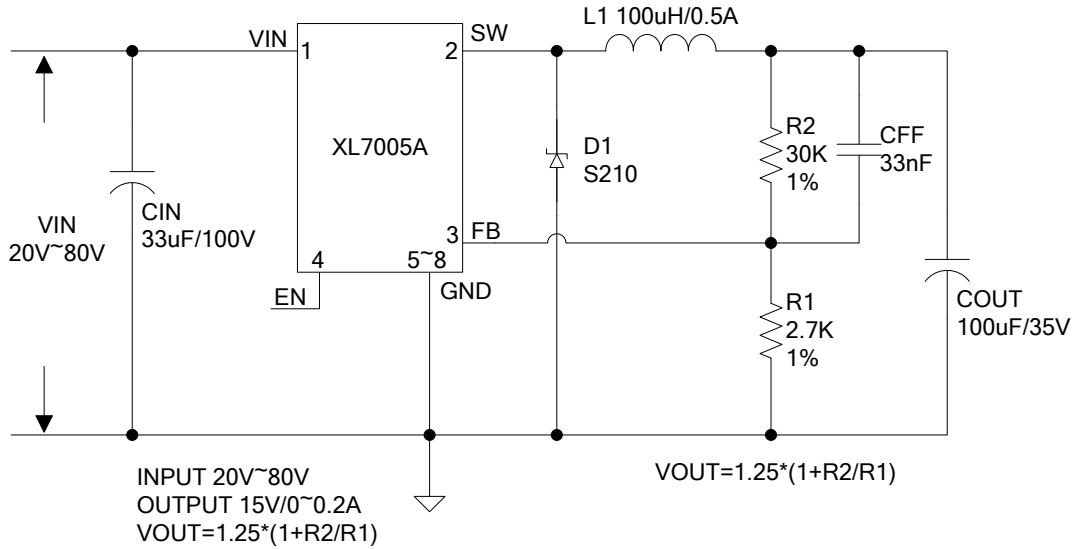 L1 100uH/0.5A
VIN
1
2
SW
XL7005A
D1
S210
R2
30K
1%
CFF
33nF
VIN
20V~80V
CIN
33uF/100V
3
FB
4
5~8
EN
GND
R1
2.7K
1%
COUT
100uF/35V
INPUT 20V~80V
OUTPUT 15V/0~0.2A
VOUT=1.25*(1+R2/R1)
VOUT=1.25*(1+R2/R1)